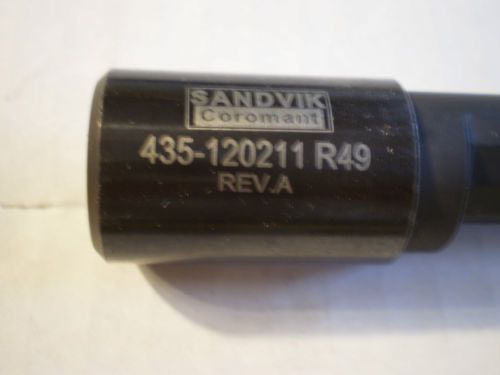 SANDVIK
Coromant
435-120211 R49
REV.A